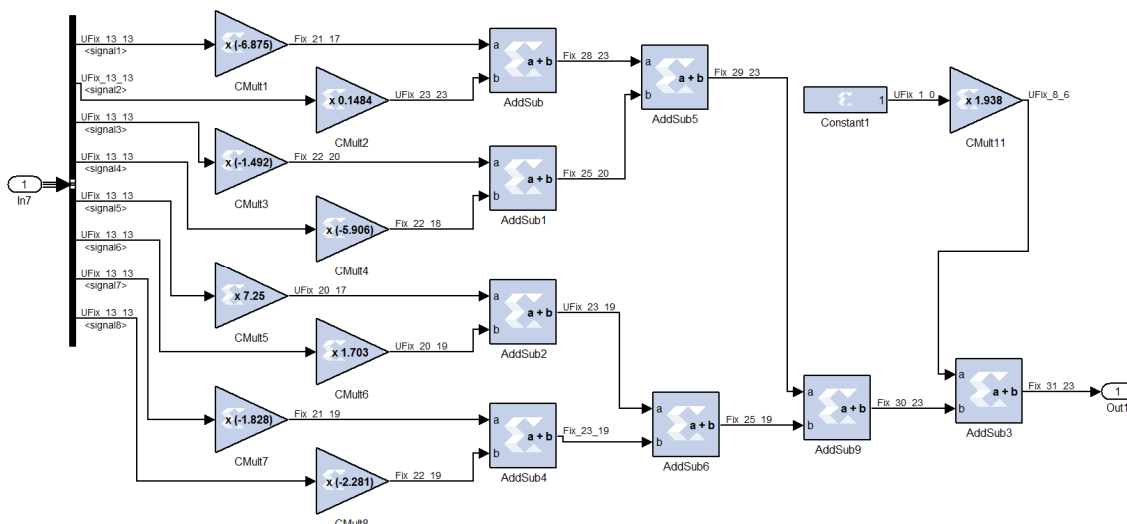 1
In7
UFix_13_13
<signal1>
UFix_13_13
<signal2>
UFix_13_13
<signal3>
UFix_13_13
<signal4>
UFix_13_13
<signal5>
UFix_13_13
<signal6>
UFix_13_13
<signal7>
UFix_13_13
<signal8>
x (-6.875)
CMult1
Fix_21_17
x 0.1484
CMult2
UFix_23_23
x (-1.492)
CMult3
Fix_22_20
x (-5.906)
CMult4
Fix_22_18
x 7.25
CMult5
UFix_20_17
x 1.703
CMult6
UFix_20_19
x (-1.828)
CMult7
Fix_21_19
x (-2.281)
CMult8
Fix_22_19
a
b
a + b
AddSub
Fix_28_23
a
b
a + b
AddSub1
Fix_25_20
a
b
a + b
AddSub2
UFix_23_19
a
b
a + b
AddSub4
Fix_23_19
a
b
a + b
AddSub5
Fix_29_23
a
b
a + b
AddSub6
Fix_25_19
1
Constant1
UFix_1_0
x 1.938
CMult11
UFix_8_6
a
b
a + b
AddSub9
Fix_30_23
a
b
a + b
AddSub3
Fix_31_23
1
Out1